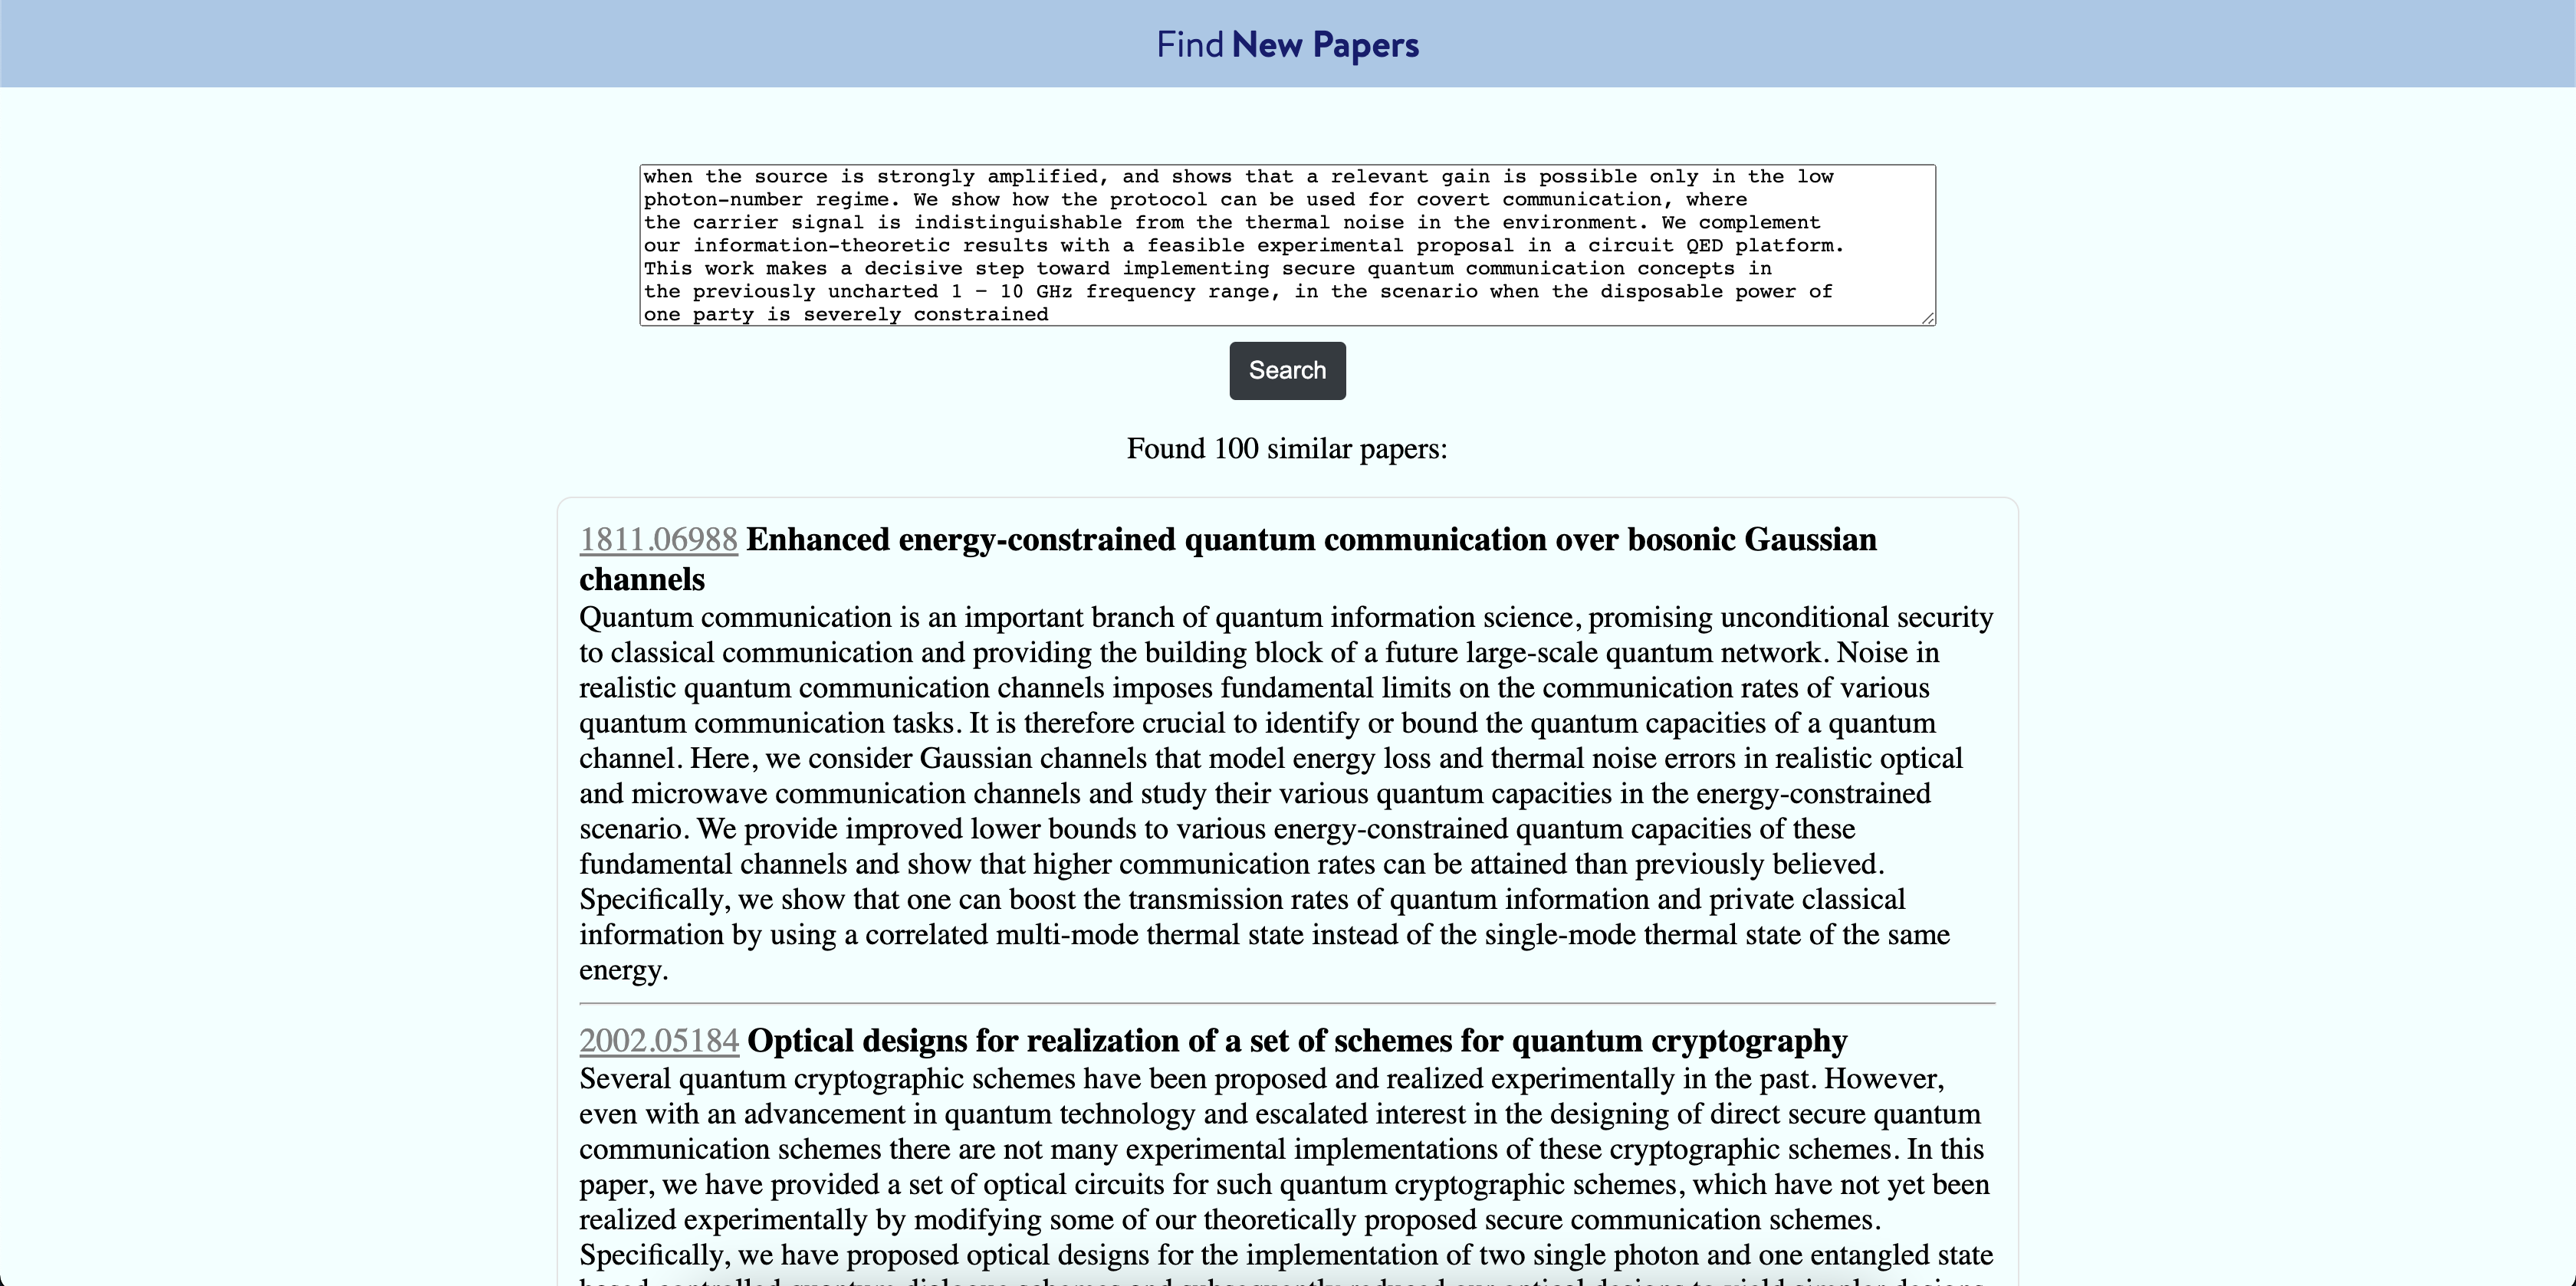 Find New Papers
when the source is strongly amplified, and shows that a relevant gain is possible only in the low
photon-number regime. We show how the protocol can be used for covert communication, where
the carrier signal is indistinguishable from the thermal noise in the environment. We complement
our information-theoretic results with a feasible experimental proposal in a circuit QED platform.
This work makes a decisive step toward implementing secure quantum communication concepts in
the previously uncharted 1 – 10 GHz frequency range, in the scenario when the disposable power of
one party is severely constrained
Search
Found 100 similar papers:
1811.06988 Enhanced energy-constrained quantum communication over bosonic Gaussian
channels
Quantum communication is an important branch of quantum information science, promising unconditional security
to classical communication and providing the building block of a future large-scale quantum network. Noise in
realistic quantum communication channels imposes fundamental limits on the communication rates of various
quantum communication tasks. It is therefore crucial to identify or bound the quantum capacities of a quantum
channel. Here, we consider Gaussian channels that model energy loss and thermal noise errors in realistic optical
and microwave communication channels and study their various quantum capacities in the energy-constrained
scenario. We provide improved lower bounds to various energy-constrained quantum capacities of these
fundamental channels and show that higher communication rates can be attained than previously believed.
Specifically, we show that one can boost the transmission rates of quantum information and private classical
information by using a correlated multi-mode thermal state instead of the single-mode thermal state of the same
energy.
2002.05184 Optical designs for realization of a set of schemes for quantum cryptography
Several quantum cryptographic schemes have been proposed and realized experimentally in the past. However,
even with an advancement in quantum technology and escalated interest in the designing of direct secure quantum
communication schemes there are not many experimental implementations of these cryptographic schemes. In this
paper, we have provided a set of optical circuits for such quantum cryptographic schemes, which have not yet been
realized experimentally by modifying some of our theoretically proposed secure communication schemes.
Specifically, we have proposed optical designs for the implementation of two single photon and one entangled state